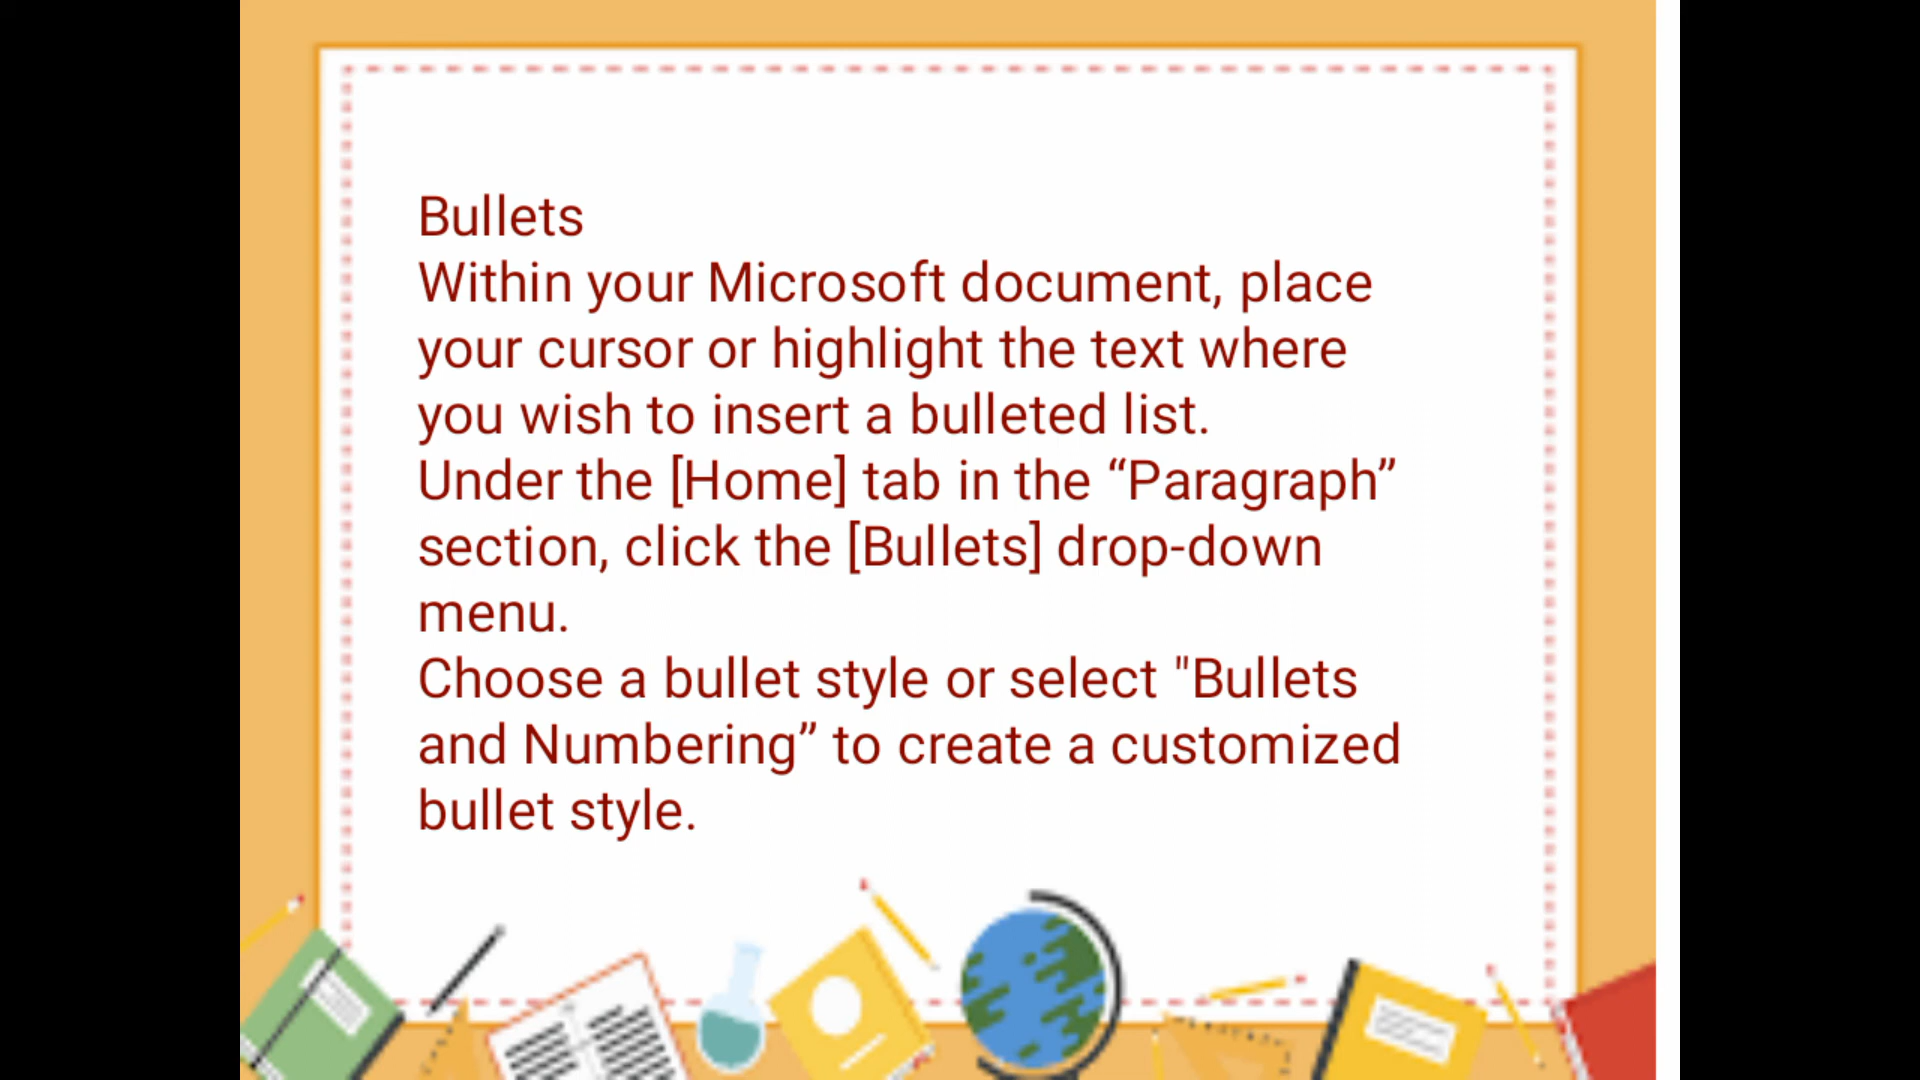 Bullets
Within your Microsoft document, place
your cursor or highlight the text where
you wish to insert a bulleted list.
Under the [Home] tab in the “Paragraph”
section, click the [Bullets] drop-down
menu.
Choose a bullet style or select "Bullets
and Numbering” to create a customized
bullet style.